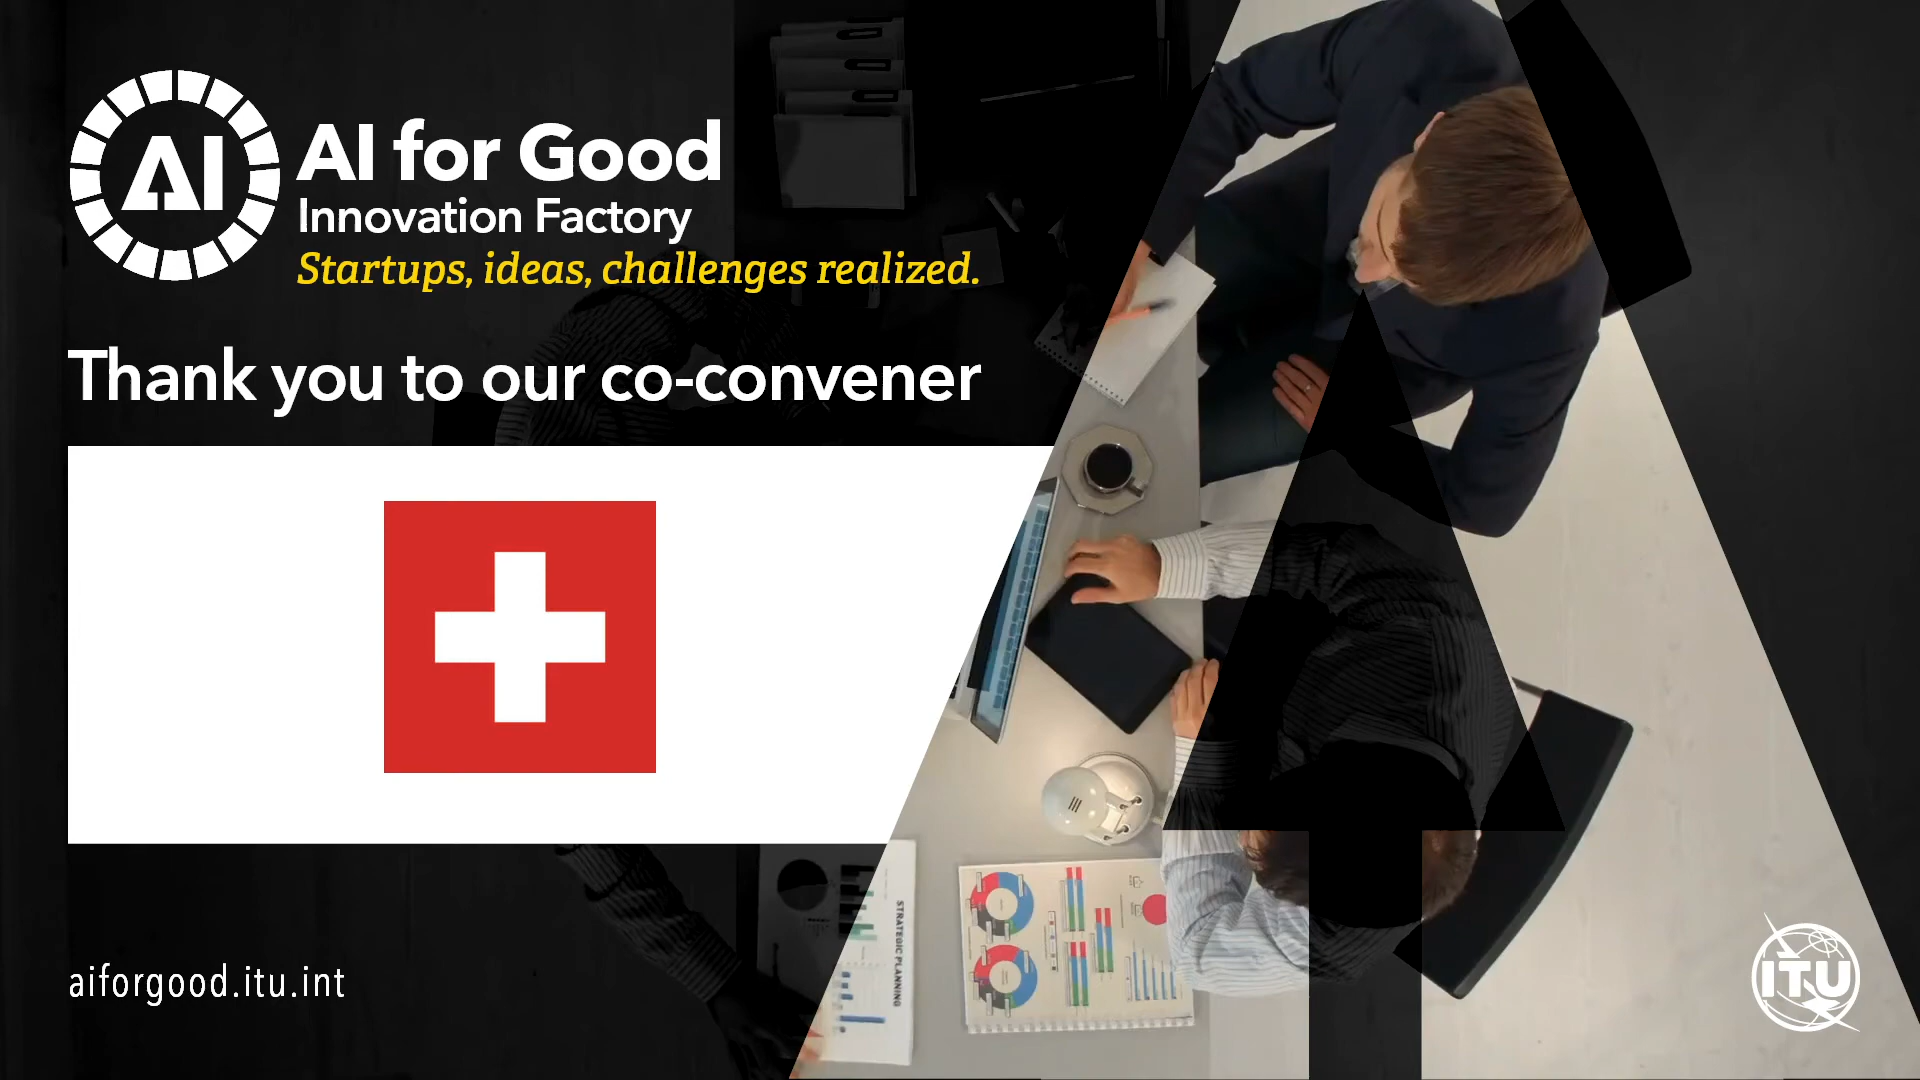 AI
AI for Good
Innovation Factory
Startups, ideas, challenges realized.
Thank you to our co-convener
STRATEGIC PLANNING
aiforgood.itu.int
ITU